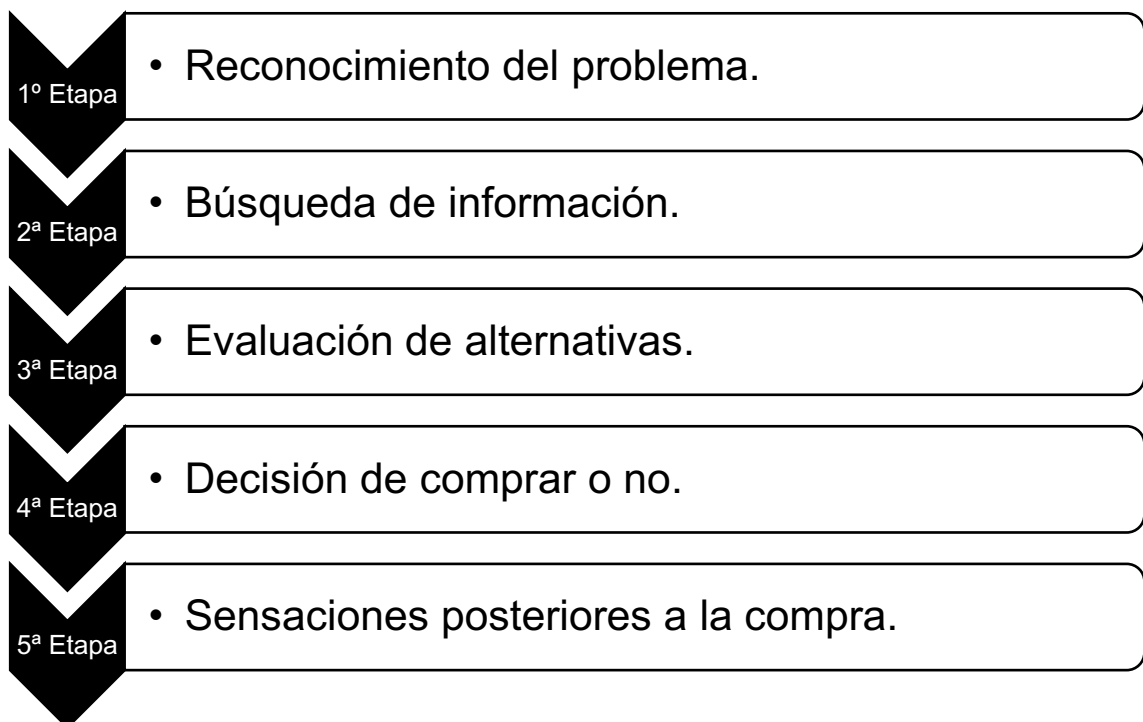 1º Etapa
• Reconocimiento del problema.
2ª Etapa
• Búsqueda de información.
3ª Etapa
• Evaluación de alternativas.
4ª Etapa
• Decisión de comprar o no.
5ª Etapa
• Sensaciones posteriores a la compra.